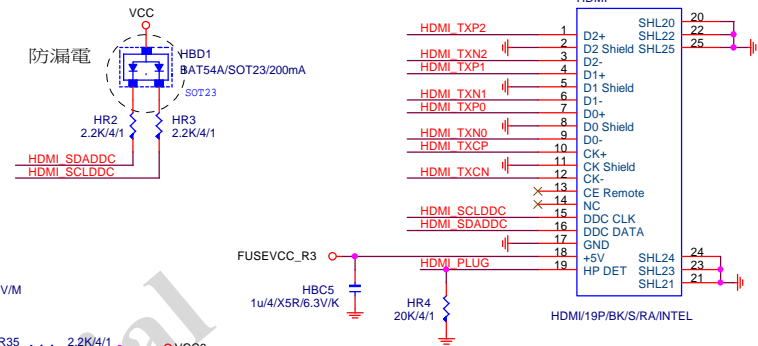 VCC
防漏電
HBD1
BAT54A/SOT23/200mA
SOT23
HR2
2.2K/4/1
HR3
2.2K/4/1
HDMI_SDADDC
HDMI_SCLDDC
HDMI_TXP2
HDMI_TXN2
HDMI_TXP1
HDMI_TXN1
HDMI_TXP0
HDMI_TXN0
HDMI_TXCP
HDMI_TXCN
HDMI_SCLDDC
HDMI_SDADDC
FUSEVCC_R3
HDMI_PLUG
HBC5
1u/4/X5R/6.3V/K
HR4
20K/4/1
HDMI
1 D2+
2 D2 Shield
3 D2-
4 D1+
5 D1 Shield
6 D1-
7 D0+
8 D0 Shield
9 D0-
10 CK+
11 CK Shield
12 CK-
13 CE Remote
14 NC
15 DDC CLK
16 DDC DATA
17 GND
18 +5V
19 HP DET
SHL20 20
SHL22 22
SHL25 25
SHL24 24
SHL23 23
SHL21 21
HDMI/19P/BK/S/RA/INTEL
V/M
R35
2.2K/4/1